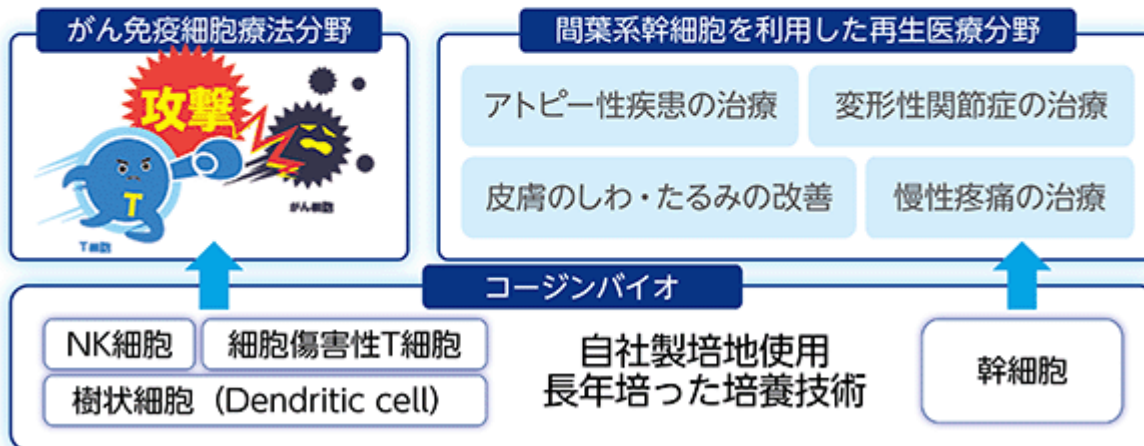 がん免疫細胞療法分野
攻撃
T
がん細胞
T細胞
間葉系幹細胞を利用した再生医療分野
アトピー性疾患の治療
変形性関節症の治療
皮膚のしわ・たるみの改善
慢性疼痛の治療
コージンバイオ
NK細胞
細胞傷害性T細胞
樹状細胞（Dendritic cell）
自社製培地使用
長年培った培養技術
幹細胞